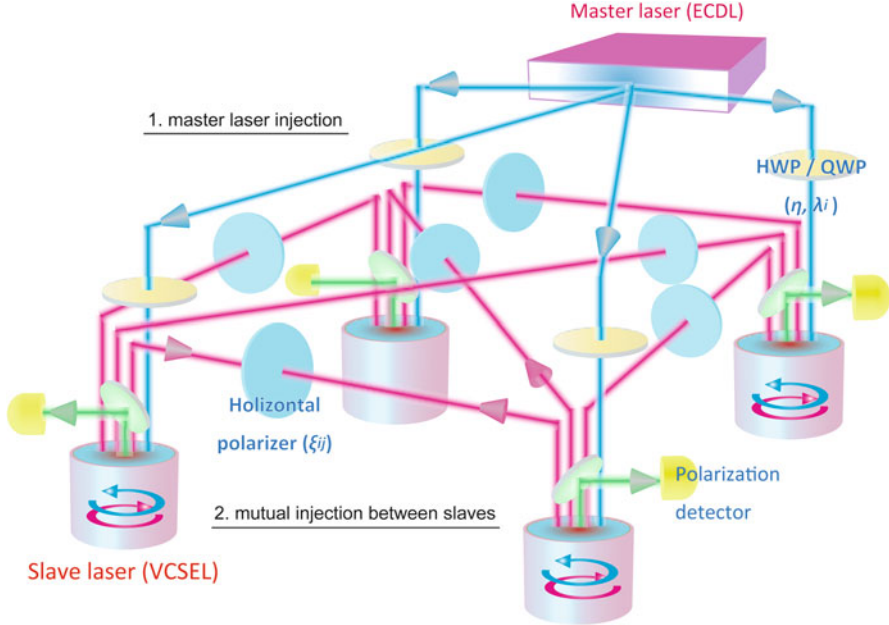 Master laser (ECDL)
1. master laser injection
HWP / QWP
(η, λi )
Holizontal
polarizer (ξij)
Polarization
detector
2. mutual injection between slaves
Slave laser (VCSEL)